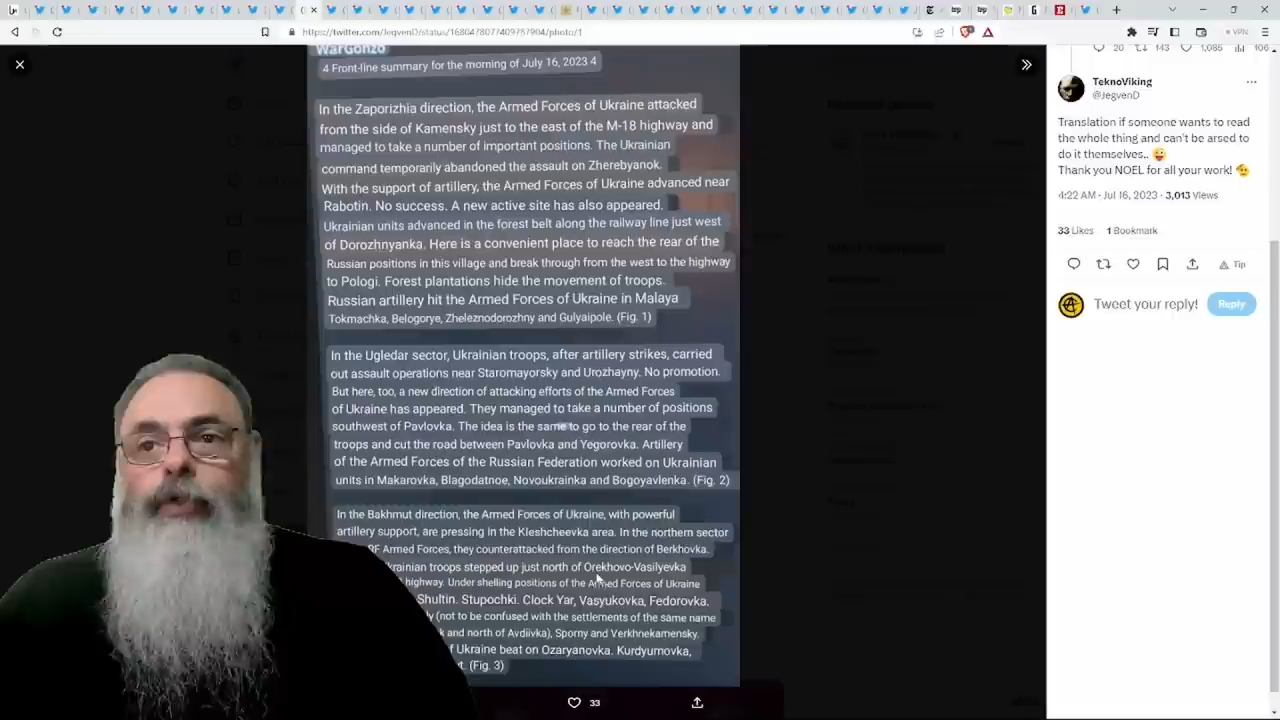 https://twitter.com/JegvenD/status/1680478077409787904/photo/1
VPN
WarGonzo
4 Front-line summary for the morning of July 16, 2023 4
In the Zaporizhia direction, the Armed Forces of Ukraine attacked
from the side of Kamensky just to the east of the M-18 highway and
managed to take a number of important positions. The Ukrainian
command temporarily abandoned the assault on Zherebyanok.
With the support of artillery, the Armed Forces of Ukraine advanced near
Rabotin. No success. A new active site has also appeared.
Ukrainian units advanced in the forest belt along the railway line just west
of Dorozhnyanka. Here is a convenient place to reach the rear of the
Russian positions in this village and break through from the west to the highway
to Pologi. Forest plantations hide the movement of troops.
Russian artillery hit the Armed Forces of Ukraine in Malaya
Tokmachka, Belogorye, Zheleznodorozhny and Gulyaipole. (Fig. 1)
In the Ugledar sector, Ukrainian troops, after artillery strikes, carried
out assault operations near Staromayorsky and Urozhayny. No promotion.
But here, too, a new direction of attacking efforts of the Armed Forces
of Ukraine has appeared. They managed to take a number of positions
southwest of Pavlovka. The idea is the same to go to the rear of the
troops and cut the road between Pavlovka and Yegorovka. Artillery
of the Armed Forces of the Russian Federation worked on Ukrainian
units in Makarovka, Blagodatnoe, Novoukrainka and Bogoyavlenka. (Fig. 2)
In the Bakhmut direction, the Armed Forces of Ukraine, with powerful
artillery support, are pressing in the Kleshcheevka area. In the northern sector
RF Armed Forces, they counterattacked from the direction of Berkhovka.
krainian troops stepped up just north of Orekhovo-Vasilyevka
highway. Under shelling positions of the Armed Forces of Ukraine
Shultin. Stupochki. Clock Yar, Vasyukovka, Fedorovka.
(not to be confused with the settlements of the same name
and north of Avdiivka), Sporny and Verkhnekamensky.
of Ukraine beat on Ozaryanovka. Kurdyumovka,
(Fig. 3)
33
20 143 1,085 106
TeknoViking
@JegvenD
Translation if someone wants to read
the whole thing and can't be arsed to
do it themselves.. 😜
Thank you NOEL for all your work! 🫡
4:22 AM · Jul 16, 2023 · 3,013 Views
33 Likes 1 Bookmark
Tip
Tweet your reply!
Reply